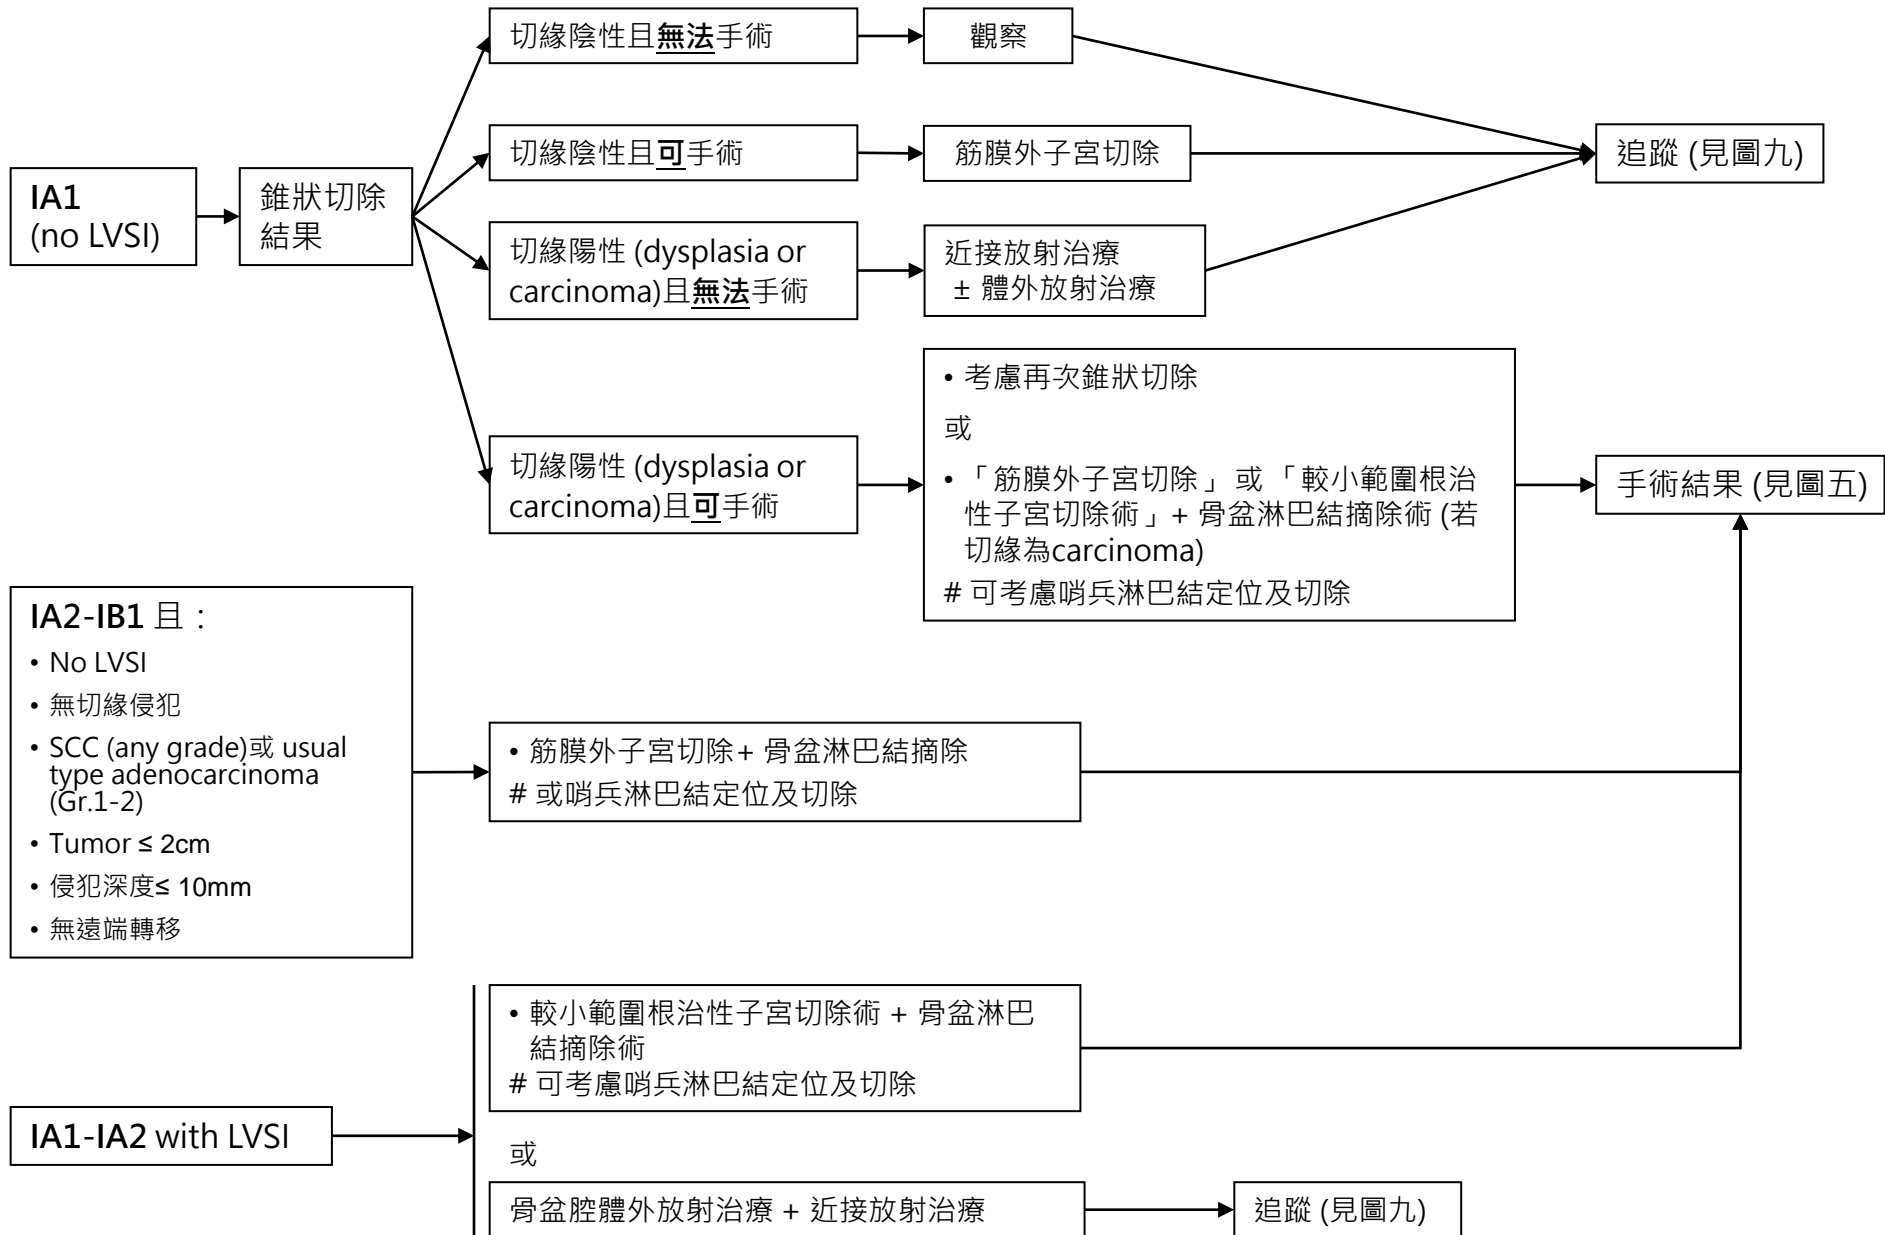 IA1
(no LVSI)
錐狀切除
結果
切緣陰性且無法手術
觀察
切緣陰性且可手術
筋膜外子宮切除
追蹤 (見圖九)
切緣陽性 (dysplasia or
carcinoma)且無法手術
近接放射治療
± 體外放射治療
切緣陽性 (dysplasia or
carcinoma)且可手術
• 考慮再次錐狀切除
或
• 「筋膜外子宮切除」 或 「較小範圍根治
性子宮切除術」+ 骨盆淋巴結摘除術 (若
切緣為carcinoma)
# 可考慮哨兵淋巴結定位及切除
手術結果 (見圖五)
IA2-IB1 且：
• No LVSI
• 無切緣侵犯
• SCC (any grade)或 usual
type adenocarcinoma
(Gr.1-2)
• Tumor ≤ 2cm
• 侵犯深度≤ 10mm
• 無遠端轉移
• 筋膜外子宮切除+ 骨盆淋巴結摘除
# 或哨兵淋巴結定位及切除
IA1-IA2 with LVSI
• 較小範圍根治性子宮切除術 + 骨盆淋巴
結摘除術
# 可考慮哨兵淋巴結定位及切除
或
骨盆腔體外放射治療 + 近接放射治療
追蹤 (見圖九)